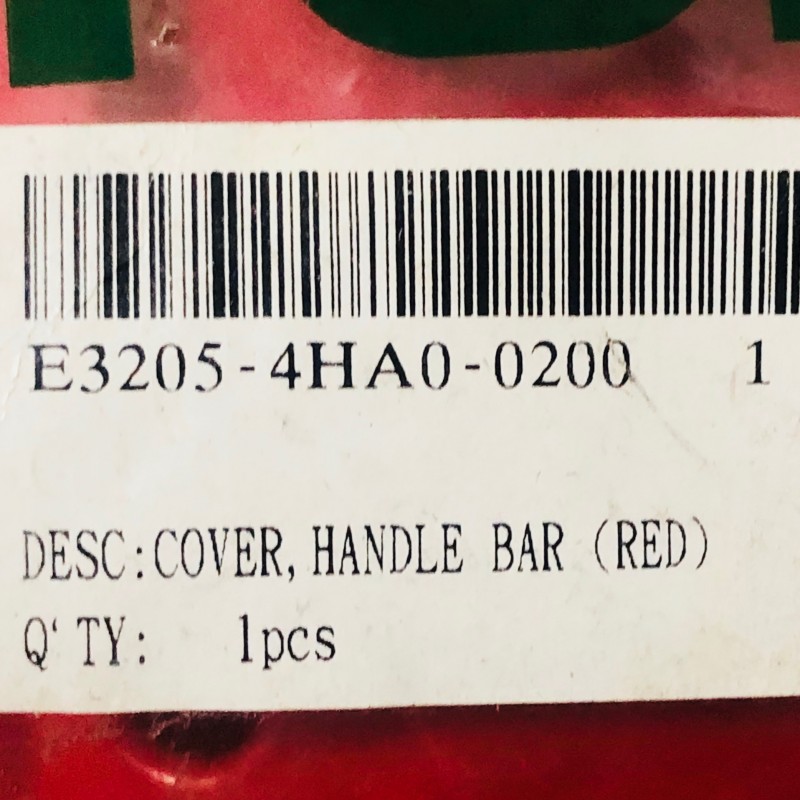 E3205-4HA0-0200 1
DESC:COVER, HANDLE BAR (RED)
Q'TY: 1pcs